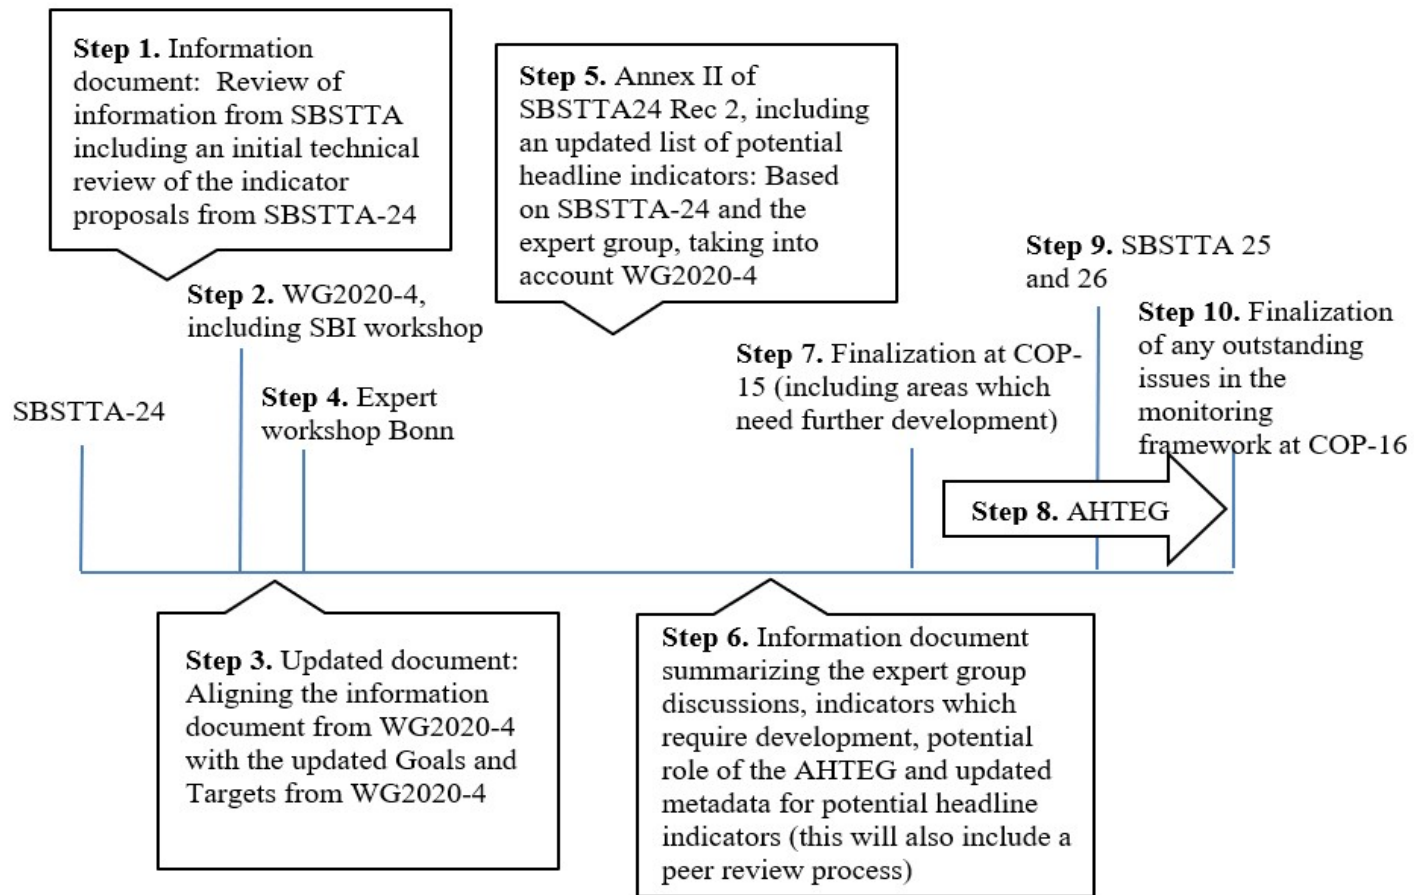 Step 1. Information
document:  Review of
information from SBSTTA
including an initial technical
review of the indicator
proposals from SBSTTA-24
Step 5. Annex II of
SBSTTA24 Rec 2, including
an updated list of potential
headline indicators: Based
on SBSTTA-24 and the
expert group, taking into
account WG2020-4
Step 9. SBSTTA 25
and 26
Step 2. WG2020-4,
including SBI workshop
Step 10. Finalization
of any outstanding
issues in the
monitoring
framework at COP-16
Step 7. Finalization at COP-
15 (including areas which
need further development)
SBSTTA-24
Step 4. Expert
workshop Bonn
Step 8. AHTEG
Step 3. Updated document:
Aligning the information
document from WG2020-4
with the updated Goals and
Targets from WG2020-4
Step 6. Information document
summarizing the expert group
discussions, indicators which
require development, potential
role of the AHTEG and updated
metadata for potential headline
indicators (this will also include a
peer review process)